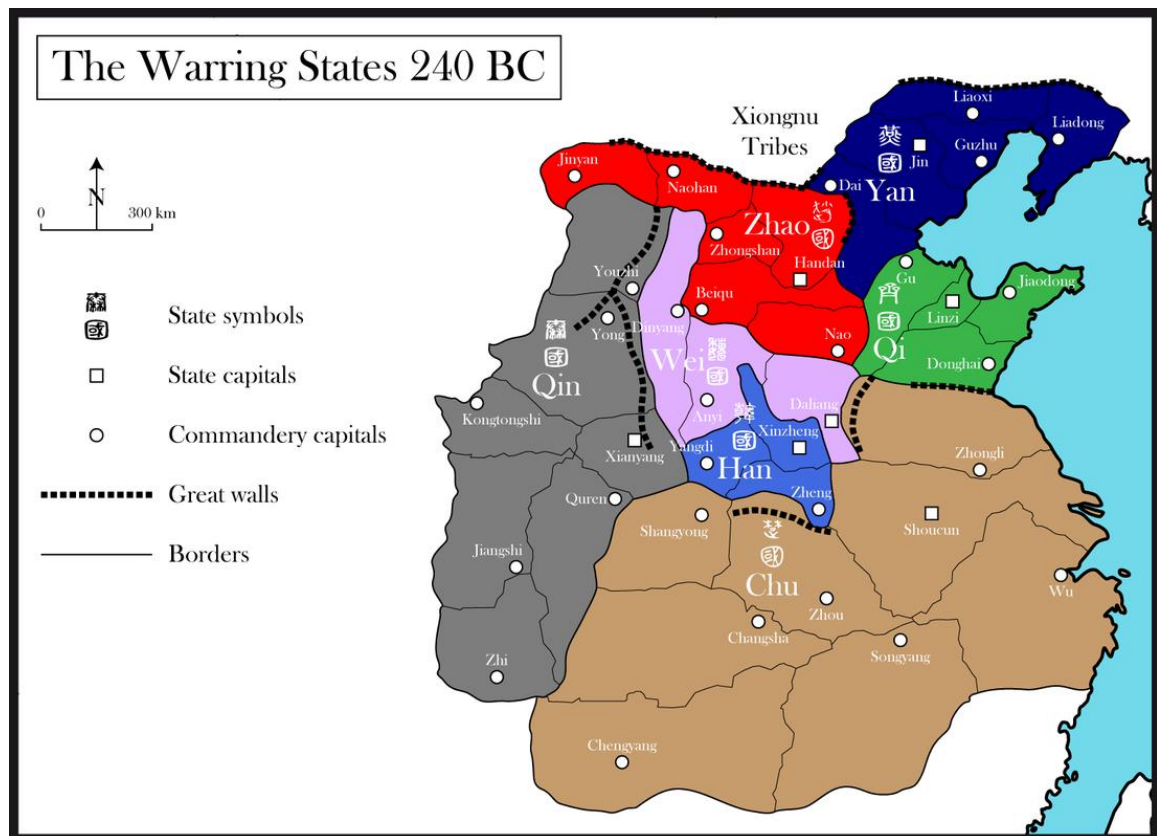 The Warring States 240 BC
N
0 300 km
State symbols
State capitals
Commandery capitals
Great walls
Borders
Xiongnu
Tribes
Liaoxi
Liadong
Jin
Guzhu
Dai
Yan
Jinyan
Naohan
Zhao
Zhongshan
Handan
Beiqu
Nao
Gu
Jiaodong
Linzi
Qi
Donghai
Youzhi
Yong
Qin
Kongtongshi
Xianyang
Quren
Jiangshi
Zhi
Dinyang
Wei
Anyi
Daliang
Yangdi
Xinzheng
Han
Zheng
Zhongli
Shangyong
Shoucun
Chu
Zhou
Wu
Changsha
Songyang
Chengyang